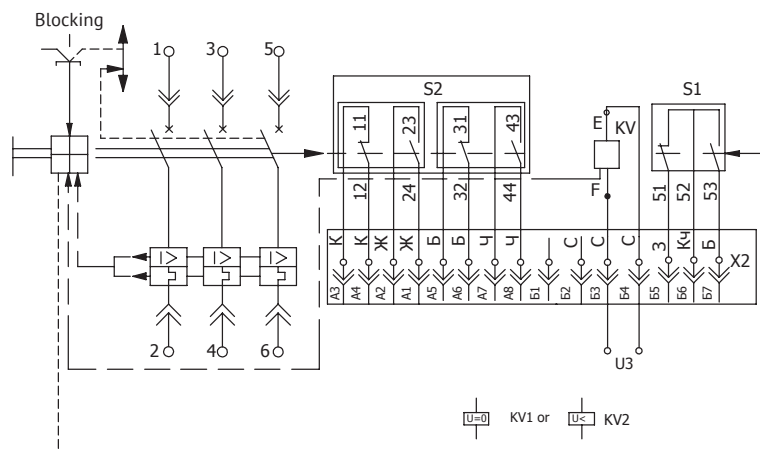 Blocking
1 3 5
S2 S1
11 23 31 43
E KV
F
12 24 32 44 51 52 53
К К Ж Ж Б Б Ч Ч С С С З Кч Б
X2
А3 А4 А2 А1 А5 А6 А7 А8 Б1 Б2 Б3 Б4 Б5 Б6 Б7
I> I> I>
2 4 6
U3
U=0 KV1 or U< KV2